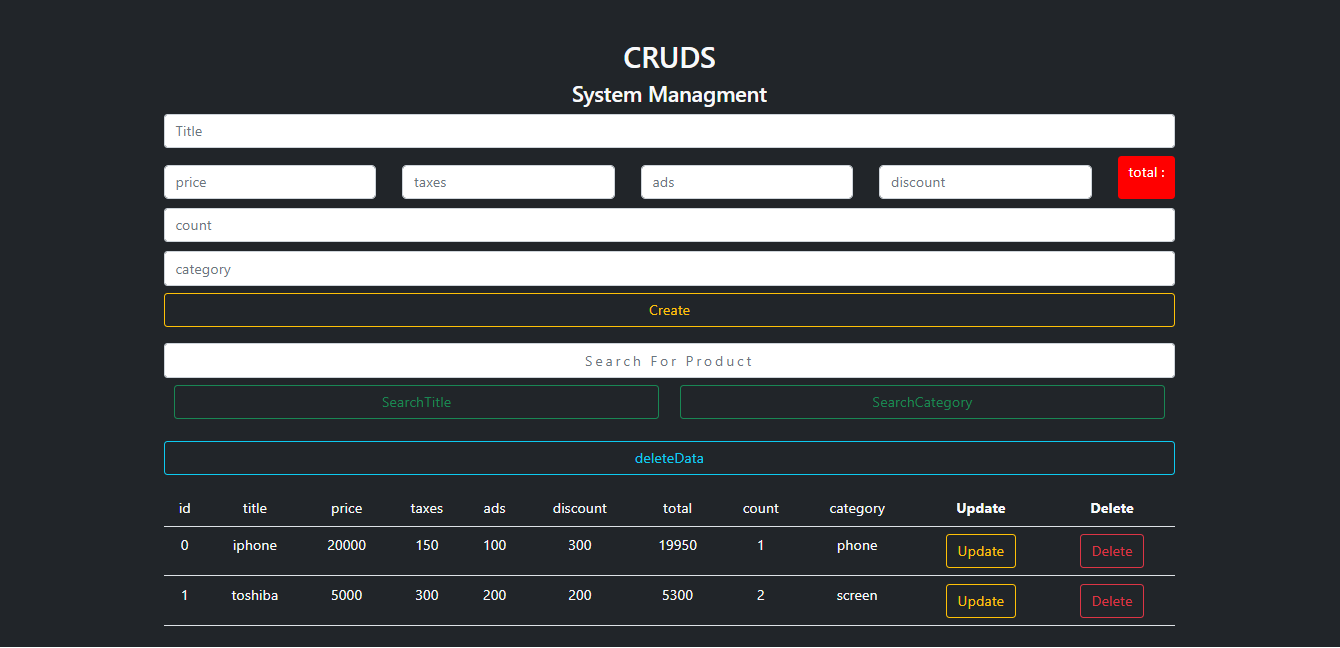 CRUDS
System Managment
Title
price taxes ads discount total :
count
category
Create
Search For Product
SearchTitle SearchCategory
deleteData
id title price taxes ads discount total count category Update Delete
0 iphone 20000 150 100 300 19950 1 phone Update Delete
1 toshiba 5000 300 200 200 5300 2 screen Update Delete